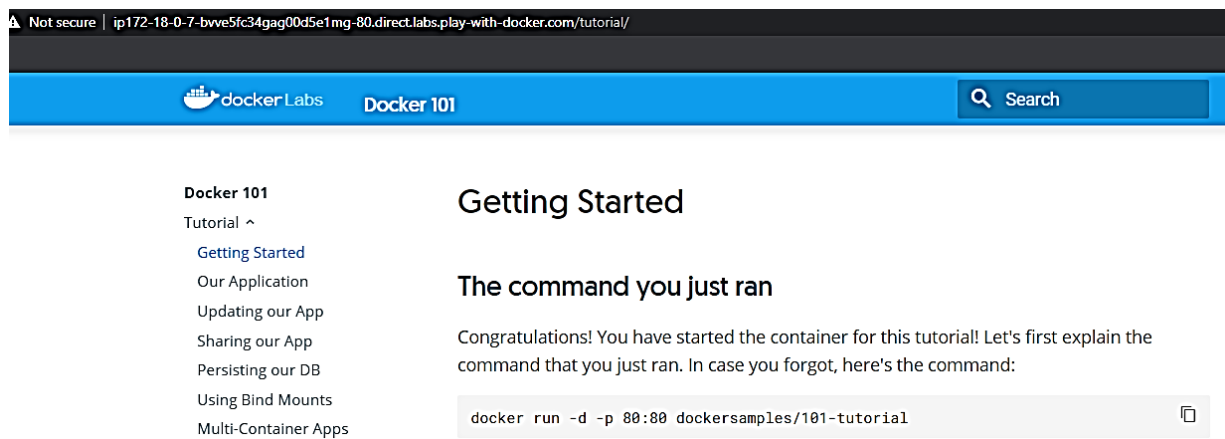 Not secure | ip172-18-0-7-bvve5fc34gag00d5e1mg-80.direct.labs.play-with-docker.com/tutorial/
docker Labs
Docker 101
Search
Docker 101
Tutorial
Getting Started
Our Application
Updating our App
Sharing our App
Persisting our DB
Using Bind Mounts
Multi-Container Apps
Getting Started
The command you just ran
Congratulations! You have started the container for this tutorial! Let's first explain the
command that you just ran. In case you forgot, here's the command:
docker run -d -p 80:80 dockersamples/101-tutorial